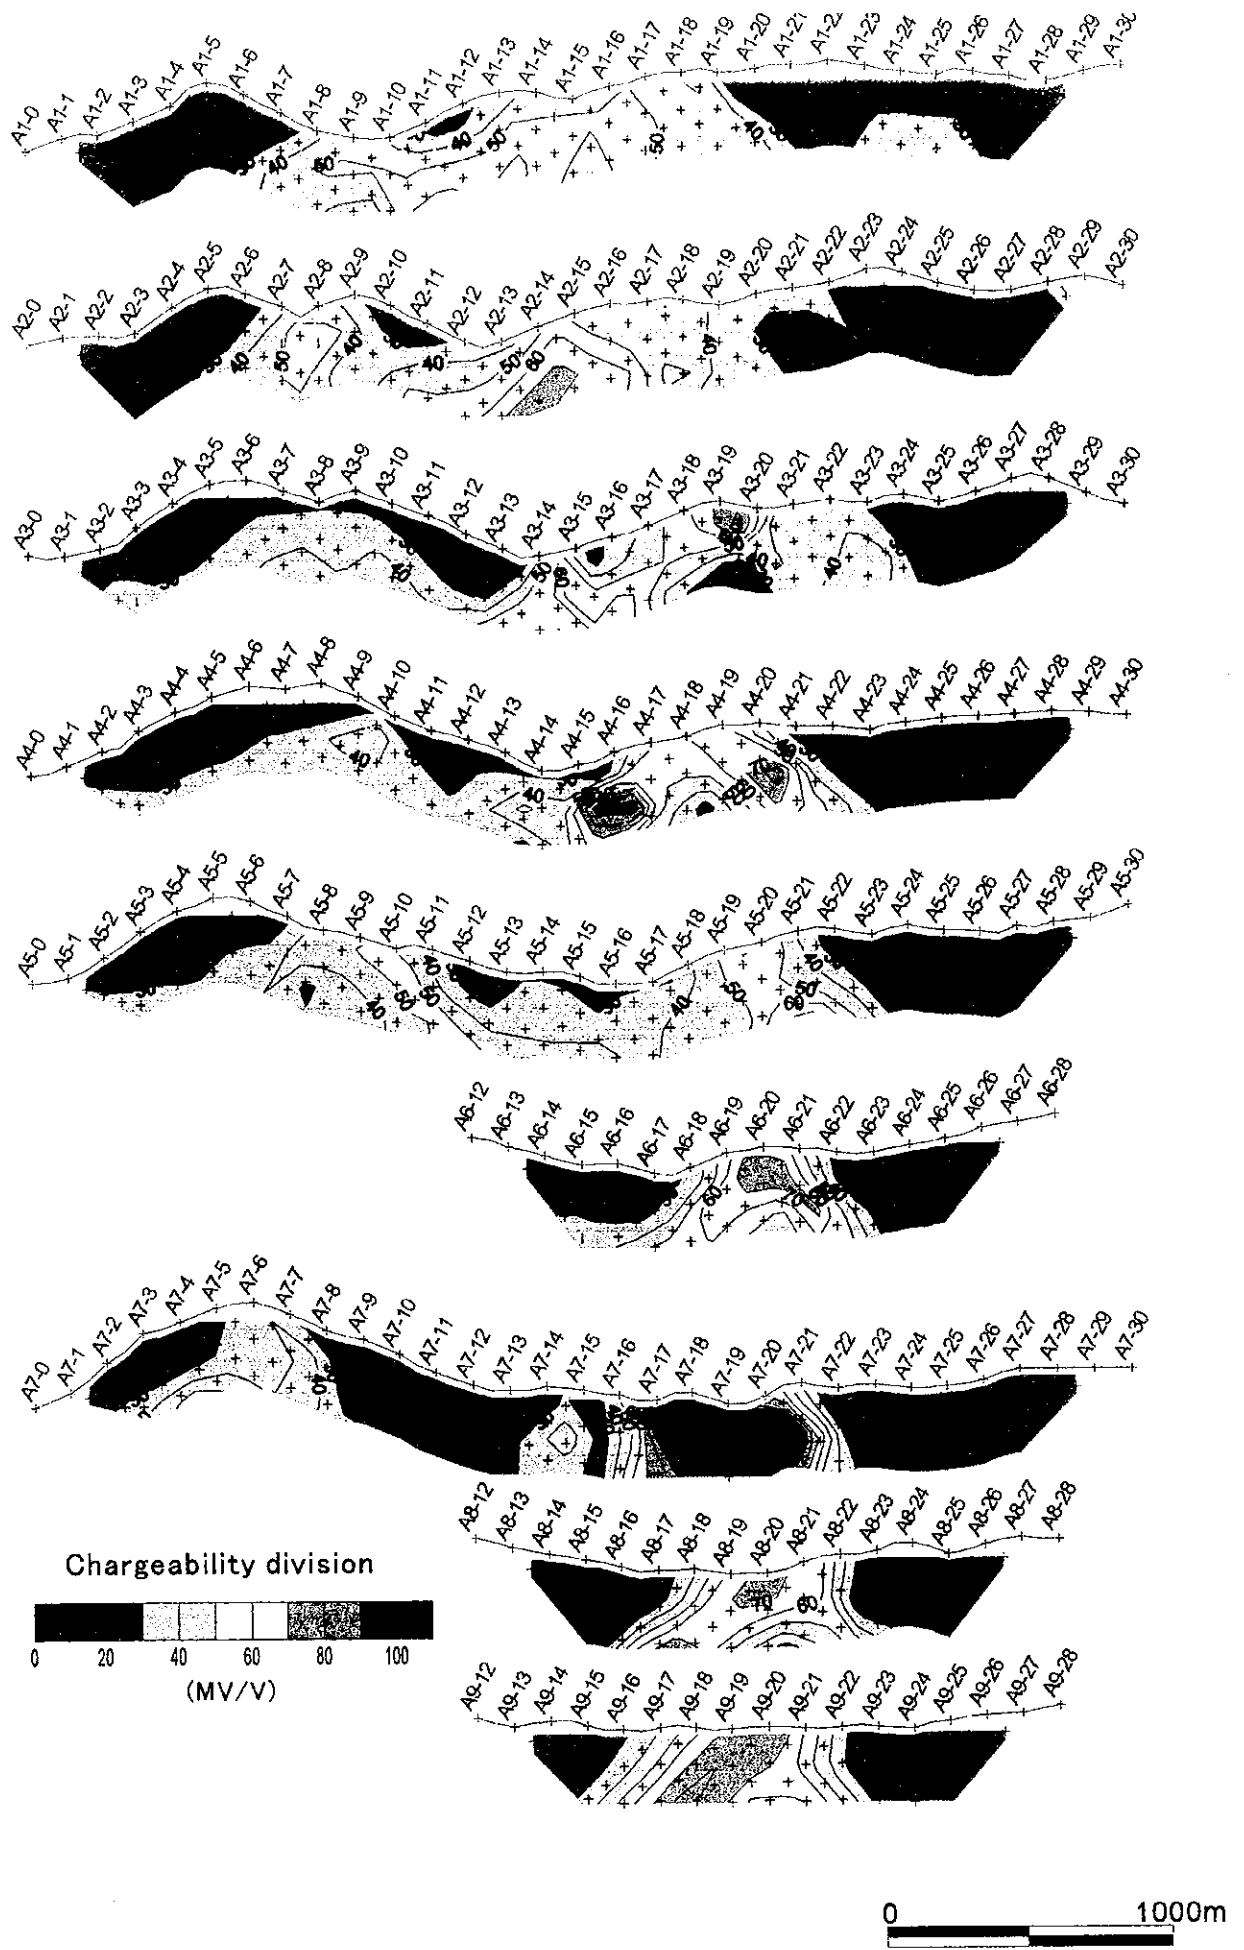 A1-0 A1-1 A1-2 A1-3 A1-4 A1-5 A1-6 A1-7 A1-8 A1-9 A1-10 A1-11 A1-12 A1-13 A1-14 A1-15 A1-16 A1-17 A1-18 A1-19 A1-20 A1-21 A1-22 A1-23 A1-24 A1-25 A1-26 A1-27 A1-28 A1-29 A1-30
40 50 40 50 50 40
A2-0 A2-1 A2-2 A2-3 A2-4 A2-5 A2-6 A2-7 A2-8 A2-9 A2-10 A2-11 A2-12 A2-13 A2-14 A2-15 A2-16 A2-17 A2-18 A2-19 A2-20 A2-21 A2-22 A2-23 A2-24 A2-25 A2-26 A2-27 A2-28 A2-29 A2-30
40 50 40 40 50 60 40
A3-0 A3-1 A3-2 A3-3 A3-4 A3-5 A3-6 A3-7 A3-8 A3-9 A3-10 A3-11 A3-12 A3-13 A3-14 A3-15 A3-16 A3-17 A3-18 A3-19 A3-20 A3-21 A3-22 A3-23 A3-24 A3-25 A3-26 A3-27 A3-28 A3-29 A3-30
40 50 40 40
A4-0 A4-1 A4-2 A4-3 A4-4 A4-5 A4-6 A4-7 A4-8 A4-9 A4-10 A4-11 A4-12 A4-13 A4-14 A4-15 A4-16 A4-17 A4-18 A4-19 A4-20 A4-21 A4-22 A4-23 A4-24 A4-25 A4-26 A4-27 A4-28 A4-29 A4-30
40 40 70
A5-0 A5-1 A5-2 A5-3 A5-4 A5-5 A5-6 A5-7 A5-8 A5-9 A5-10 A5-11 A5-12 A5-13 A5-14 A5-15 A5-16 A5-17 A5-18 A5-19 A5-20 A5-21 A5-22 A5-23 A5-24 A5-25 A5-26 A5-27 A5-28 A5-29 A5-30
40 40 40 50 60 40
A6-12 A6-13 A6-14 A6-15 A6-16 A6-17 A6-18 A6-19 A6-20 A6-21 A6-22 A6-23 A6-24 A6-25 A6-26 A6-27 A6-28
60 70
A7-0 A7-1 A7-2 A7-3 A7-4 A7-5 A7-6 A7-7 A7-8 A7-9 A7-10 A7-11 A7-12 A7-13 A7-14 A7-15 A7-16 A7-17 A7-18 A7-19 A7-20 A7-21 A7-22 A7-23 A7-24 A7-25 A7-26 A7-27 A7-28 A7-29 A7-30
40
A8-12 A8-13 A8-14 A8-15 A8-16 A8-17 A8-18 A8-19 A8-20 A8-21 A8-22 A8-23 A8-24 A8-25 A8-26 A8-27 A8-28
70 60
Chargeability division
0 20 40 60 80 100
(MV/V)
A9-12 A9-13 A9-14 A9-15 A9-16 A9-17 A9-18 A9-19 A9-20 A9-21 A9-22 A9-23 A9-24 A9-25 A9-26 A9-27 A9-28
0 1000m